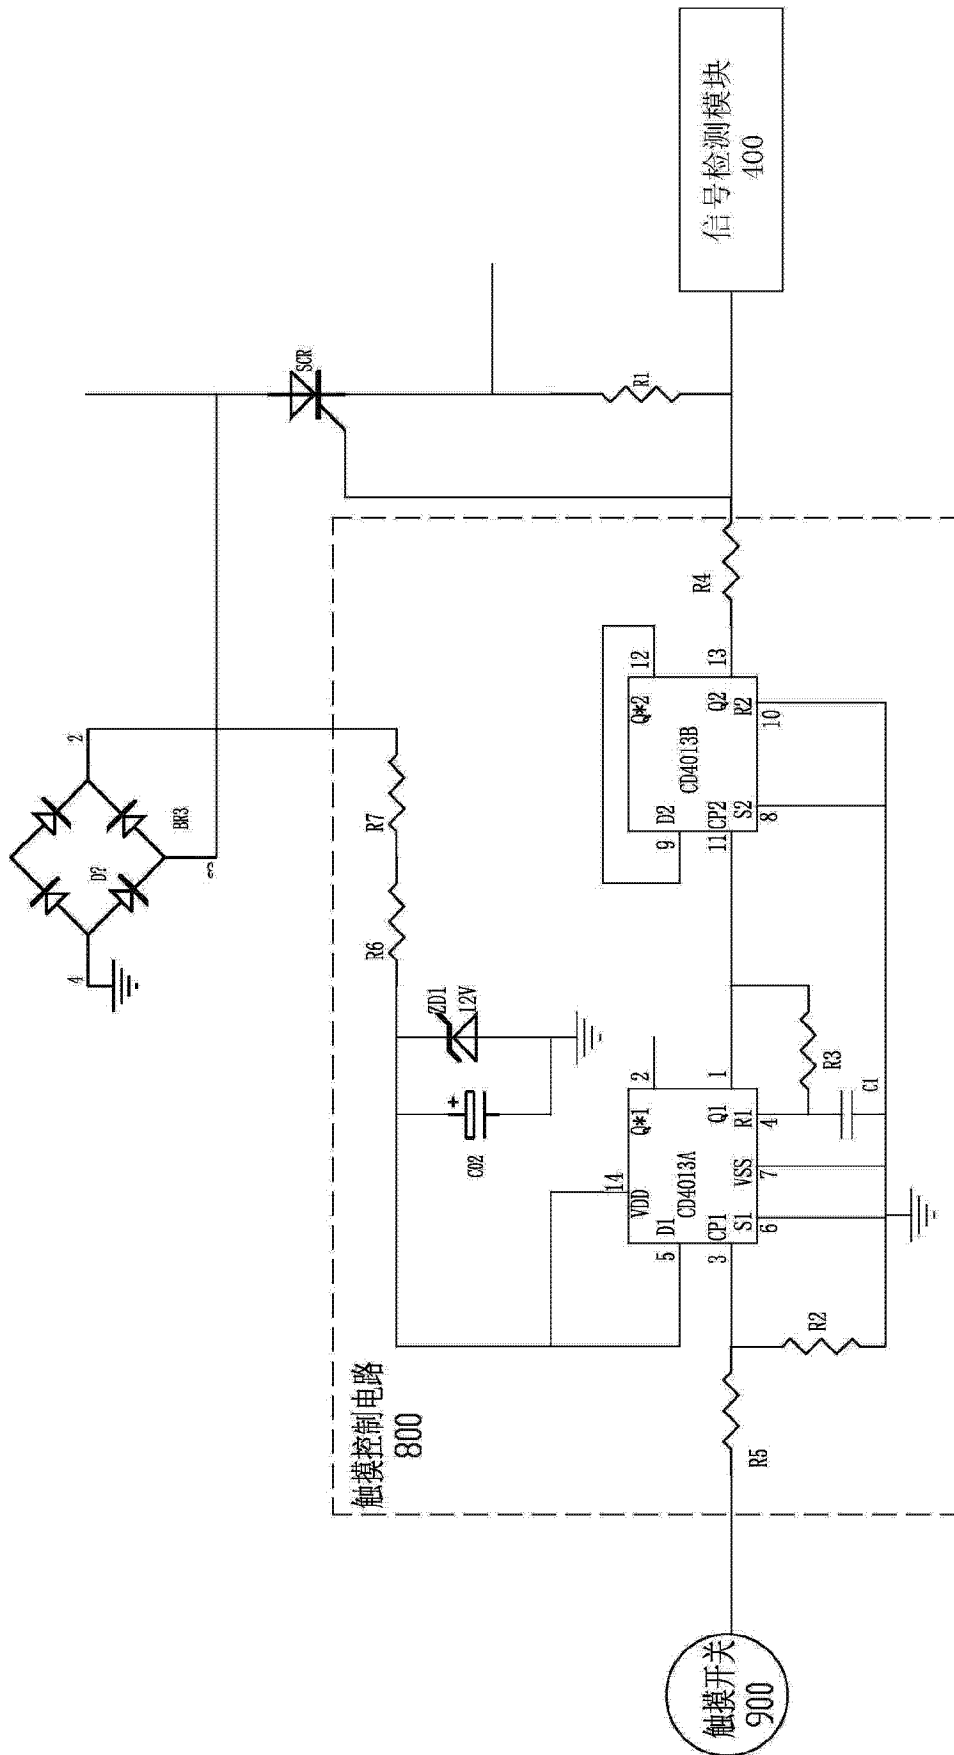 信号检测模块
400
SCR
R1
2
BR3
D?
3
4
R7
R6
ZD1
12V
C02
R4
12
13
Q*2
Q2
R2
10
CD4013B
D2
CP2
S2
9
11
8
2
1
Q*1
Q1
R1
4
R3
C1
14
VDD
CD4013A
VSS
7
D1
CP1
S1
5
3
6
R2
R5
触摸控制电路
800
触摸开关
900